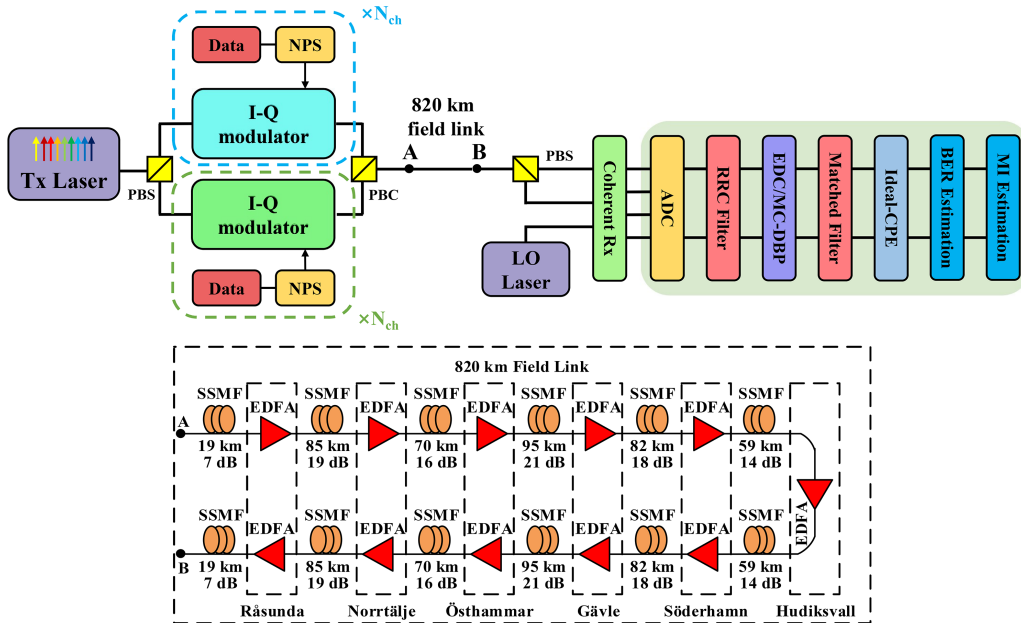 ×Nch
Data
NPS
I-Q
modulator
Tx Laser
PBS
PBC
I-Q
modulator
Data
NPS
×Nch
820 km
field link
A
B
PBS
LO
Laser
Coherent Rx
ADC
RRC Filter
EDC/MC-DBP
Matched Filter
Ideal-CPE
BER Estimation
MI Estimation
820 km Field Link
A
SSMF
19 km
7 dB
EDFA
SSMF
85 km
19 dB
EDFA
SSMF
70 km
16 dB
EDFA
SSMF
95 km
21 dB
EDFA
SSMF
82 km
18 dB
EDFA
SSMF
59 km
14 dB
EDFA
B
SSMF
19 km
7 dB
EDFA
SSMF
85 km
19 dB
EDFA
SSMF
70 km
16 dB
EDFA
SSMF
95 km
21 dB
EDFA
SSMF
82 km
18 dB
EDFA
SSMF
59 km
14 dB
Råsunda
Norrtälje
Östhammar
Gävle
Söderhamn
Hudiksvall